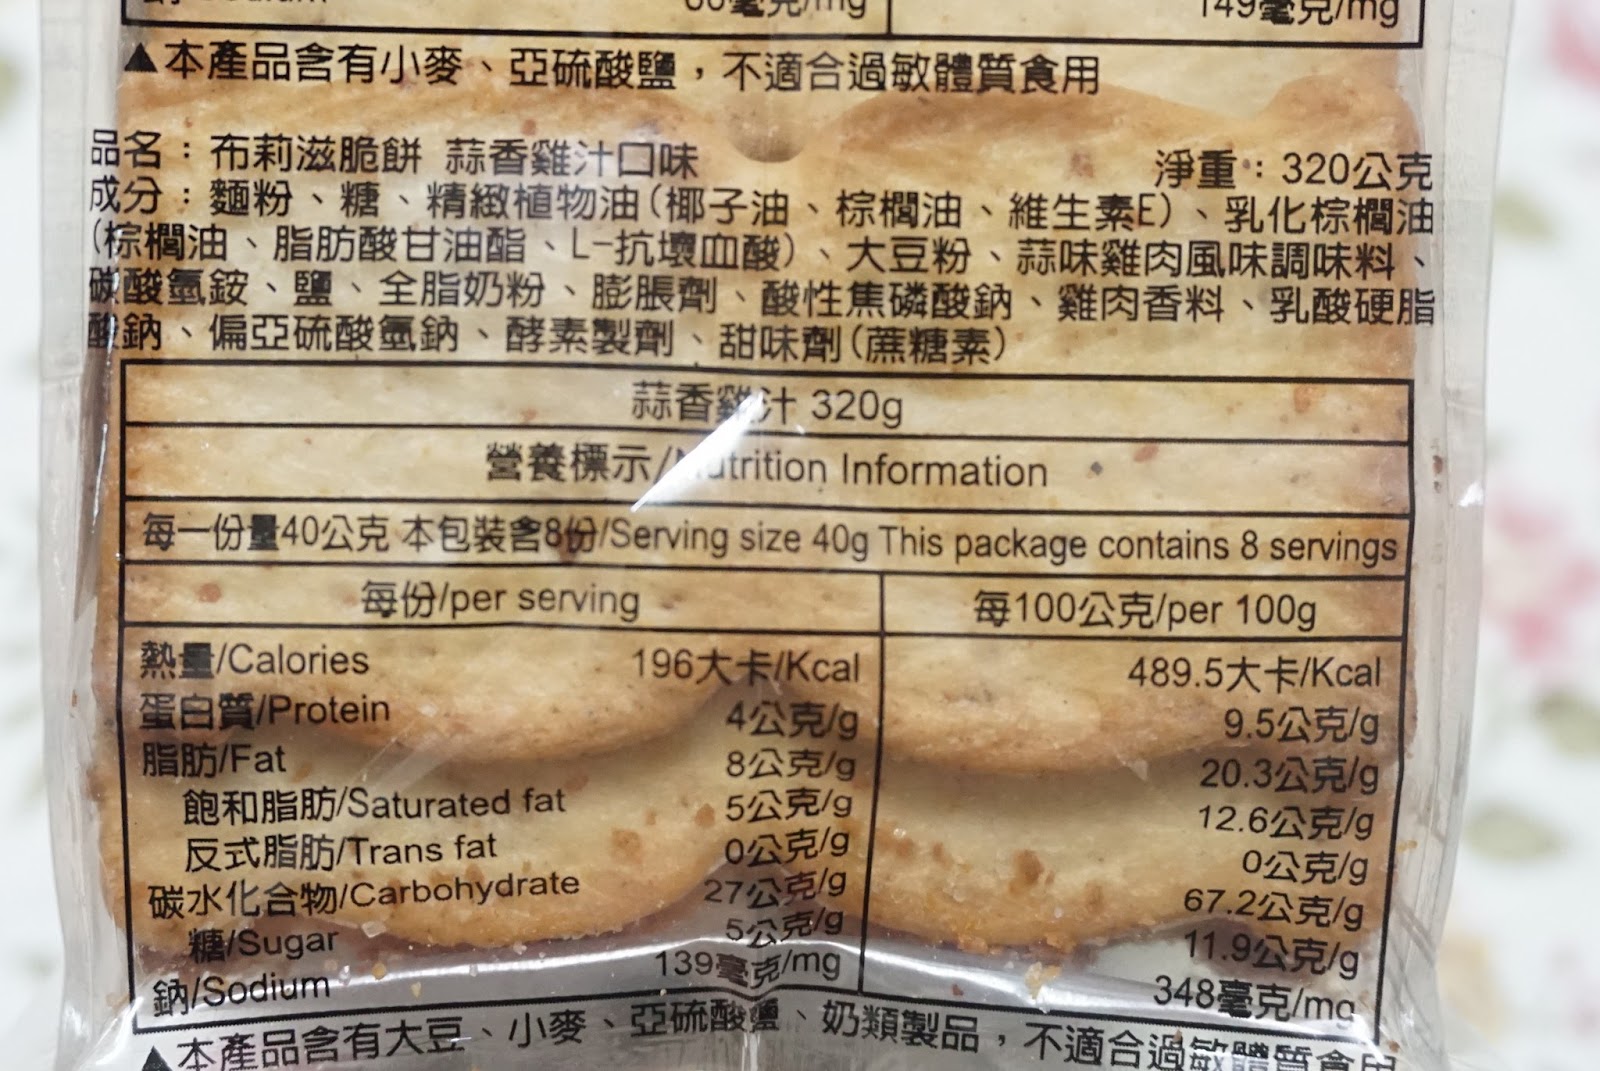 149毫克/mg
▲本產品含有小麥、亞硫酸鹽，不適合過敏體質食用
品名：布莉滋脆餅 蒜香雞汁口味 淨重：320公克
成分：麵粉、糖、精緻植物油(椰子油、棕櫚油、維生素E)、乳化棕櫚油
(棕櫚油、脂肪酸甘油酯、L-抗壞血酸)、大豆粉、蒜味雞肉風味調味料、
碳酸氫銨、鹽、全脂奶粉、膨脹劑、酸性焦磷酸鈉、雞肉香料、乳酸硬脂
酸鈉、偏亞硫酸氫鈉、酵素製劑、甜味劑(蔗糖素)
蒜香雞汁 320g
營養標示/Nutrition Information
每一份量40公克 本包裝含8份/Serving size 40g This package contains 8 servings
每份/per serving 每100公克/per 100g
熱量/Calories 196大卡/Kcal 489.5大卡/Kcal
蛋白質/Protein 4公克/g 9.5公克/g
脂肪/Fat 8公克/g 20.3公克/g
飽和脂肪/Saturated fat 5公克/g 12.6公克/g
反式脂肪/Trans fat 0公克/g 0公克/g
碳水化合物/Carbohydrate 27公克/g 67.2公克/g
糖/Sugar 5公克/g 11.9公克/g
鈉/Sodium 139毫克/mg 348毫克/mg
▲本產品含有大豆、小麥、亞硫酸鹽、奶類製品，不適合過敏體質食用